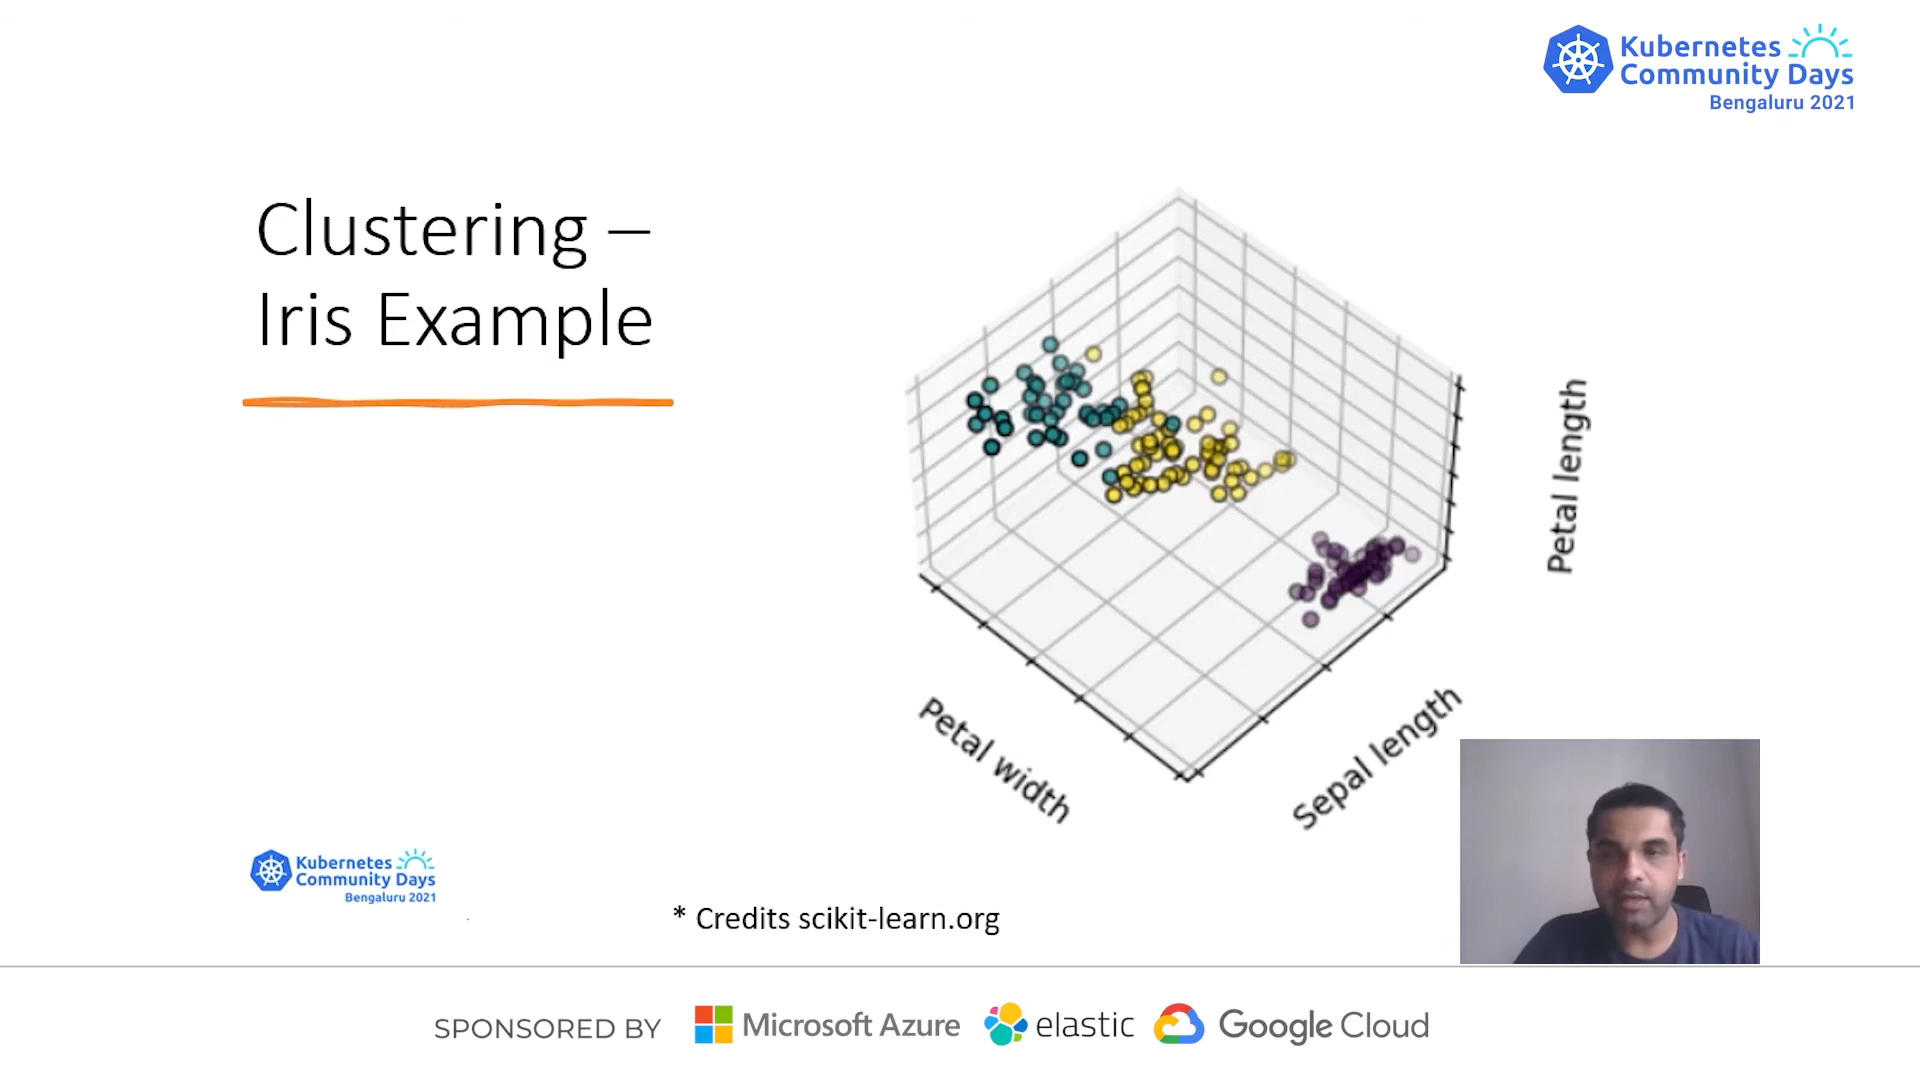 Kubernetes
Community Days
Bengaluru 2021
Clustering –
Iris Example
Petal length
Petal width
Sepal length
Kubernetes
Community Days
Bengaluru 2021
* Credits scikit-learn.org
SPONSORED BY Microsoft Azure elastic Google Cloud